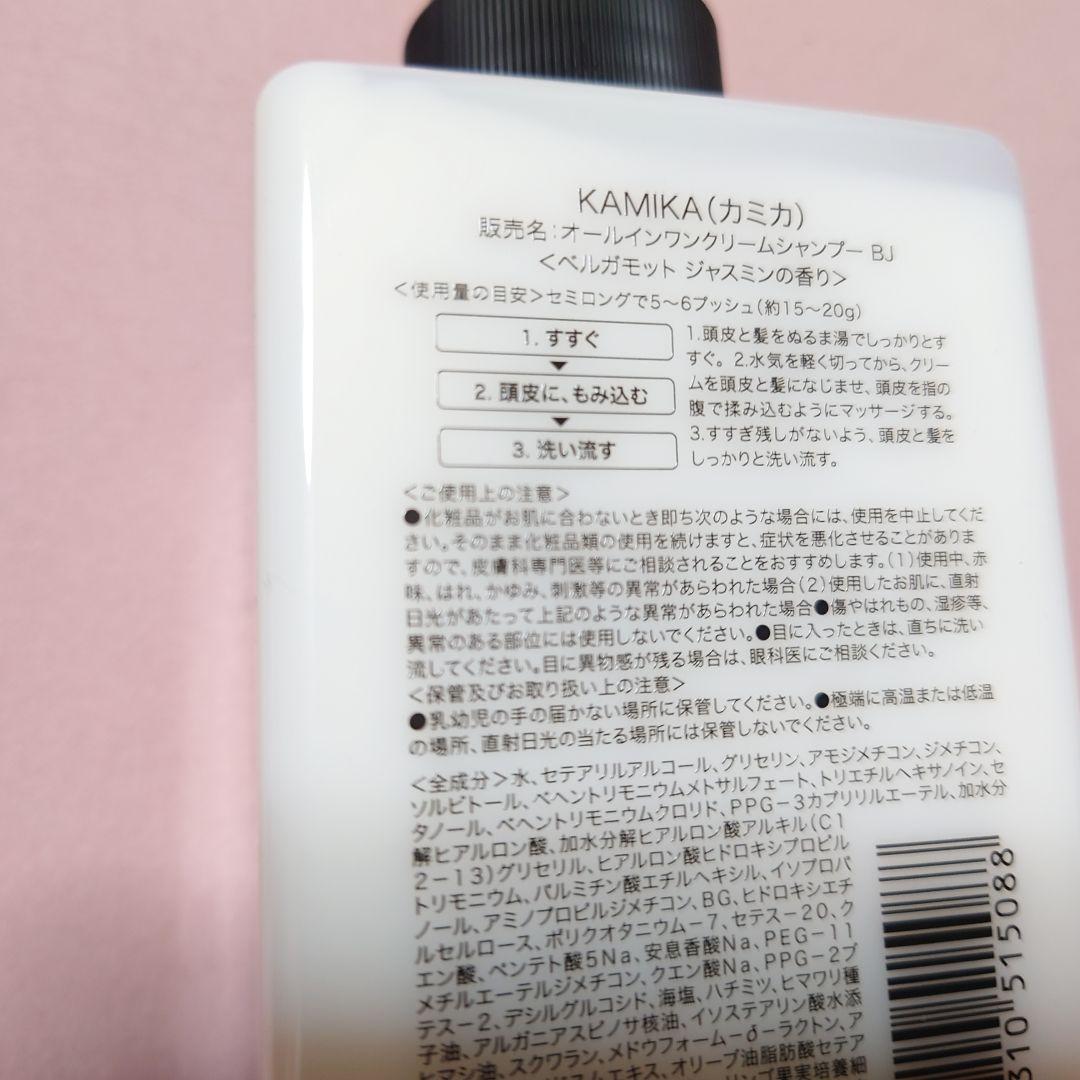 KAMIKA(カミカ)
販売名:オールインワンクリームシャンプー BJ
<ベルガモット ジャスミンの香り>
<使用量の目安>セミロングで5〜6プッシュ(約15〜20g)
1. すすぐ
2. 頭皮に、もみ込む
3. 洗い流す
1.頭皮と髪をぬるま湯でしっかりとす
すぐ。2.水気を軽く切ってから、クリー
ムを頭皮と髪になじませ、頭皮を指の
腹で揉み込むようにマッサージする。
3.すすぎ残しがないよう、頭皮と髪を
しっかりと洗い流す。
<ご使用上の注意>
●化粧品がお肌に合わないとき即ち次のような場合には、使用を中止してくだ
さい。そのまま化粧品類の使用を続けますと、症状を悪化させることがありま
すので、皮膚科専門医等にご相談されることをおすすめします。(1)使用中、赤
味、はれ、かゆみ、刺激等の異常があらわれた場合(2)使用したお肌に、直射
日光があたって上記のような異常があらわれた場合●傷やはれもの、湿疹等、
異常のある部位には使用しないでください。●目に入ったときは、直ちに洗い
流してください。目に異物感が残る場合は、眼科医にご相談ください。
<保管及びお取り扱い上の注意>
●乳幼児の手の届かない場所に保管してください。●極端に高温または低温
の場所、直射日光の当たる場所には保管しないでください。
<全成分>水、セテアリルアルコール、グリセリン、アモジメチコン、ジメチコン、
ソルビトール、ベヘントリモニウムメトサルフェート、トリエチルヘキサノイン、セ
タノール、ベヘントリモニウムクロリド、PPG-3カプリリルエーテル、加水分
解ヒアルロン酸、加水分解ヒアルロン酸アルキル(C1
2-13)グリセリル、ヒアルロン酸ヒドロキシプロピル
トリモニウム、パルミチン酸エチルヘキシル、イソプロパ
ノール、アミノプロピルジメチコン、BG、ヒドロキシエチ
ルセルロース、ポリクオタニウム-7、セテス-20、ク
エン酸、ペンテト酸5Na、安息香酸Na、PEG-11
メチルエーテルジメチコン、クエン酸Na、PPG-2ブ
テス-2、デシルグルコシド、海塩、ハチミツ、ヒマワリ種
子油、アルガニアスピノサ核油、イソステアリン酸水添
ヒマシ油、スクワラン、メドウフォーム-δ-ラクトン、ア
エキス、オリーブ油脂肪酸セテア
リンゴ果実培養細
310 515088